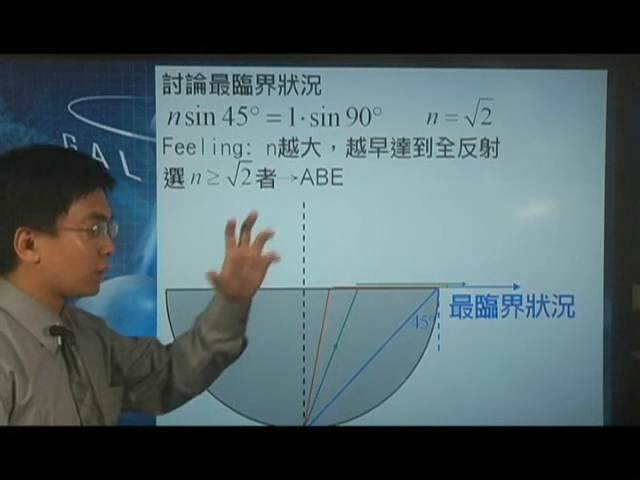 討論最臨界狀況
n sin 45° = 1·sin 90° n = √2
Feeling: n越大，越早達到全反射
選 n ≥ √2 者→ABE
GAL
最臨界狀況
45°